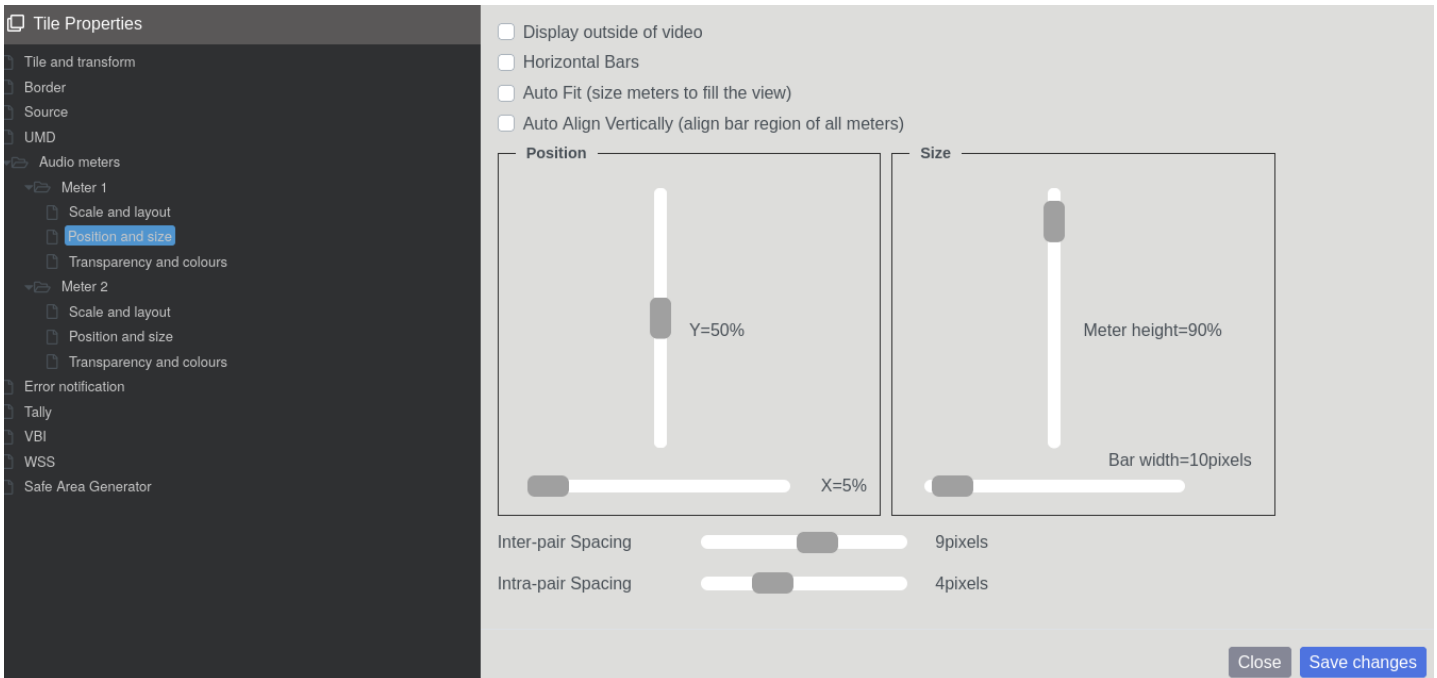 Tile Properties
Tile and transform
Border
Source
UMD
Audio meters
Meter 1
Scale and layout
Position and size
Transparency and colours
Meter 2
Scale and layout
Position and size
Transparency and colours
Error notification
Tally
VBI
WSS
Safe Area Generator
Display outside of video
Horizontal Bars
Auto Fit (size meters to fill the view)
Auto Align Vertically (align bar region of all meters)
Position
Y=50%
X=5%
Size
Meter height=90%
Bar width=10pixels
Inter-pair Spacing 9pixels
Intra-pair Spacing 4pixels
Close Save changes